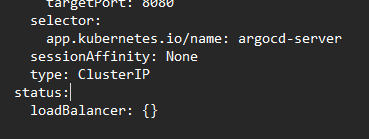 targetPort: 8080
selector:
app.kubernetes.io/name: argocd-server
sessionAffinity: None
type: ClusterIP
status:
loadBalancer: {}